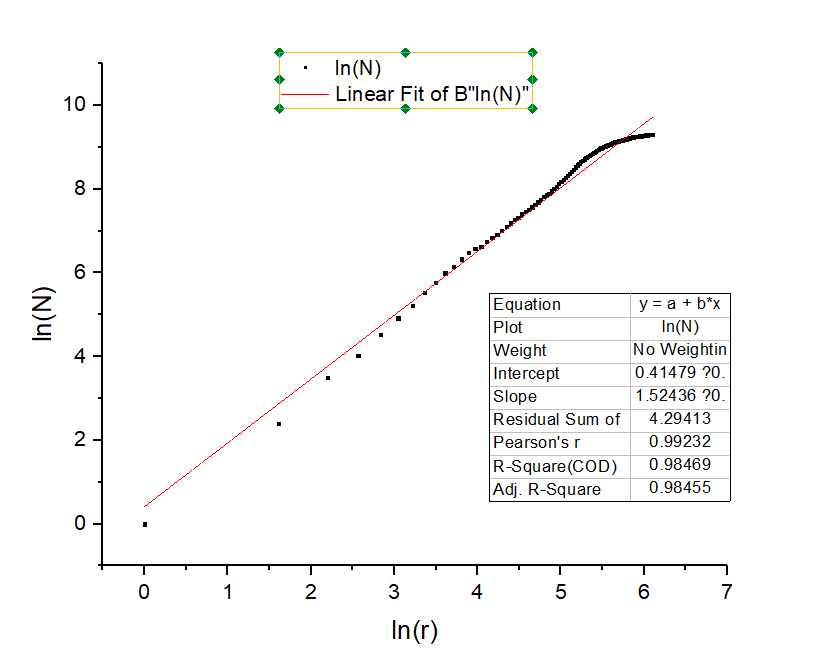 ln(N)
Linear Fit of B"ln(N)"
10
8
6
4
2
0
ln(N)
Equation y = a + b*x
Plot ln(N)
Weight No Weightin
Intercept 0.41479 ?0.
Slope 1.52436 ?0.
Residual Sum of 4.29413
Pearson's r 0.99232
R-Square(COD) 0.98469
Adj. R-Square 0.98455
0 1 2 3 4 5 6 7
ln(r)